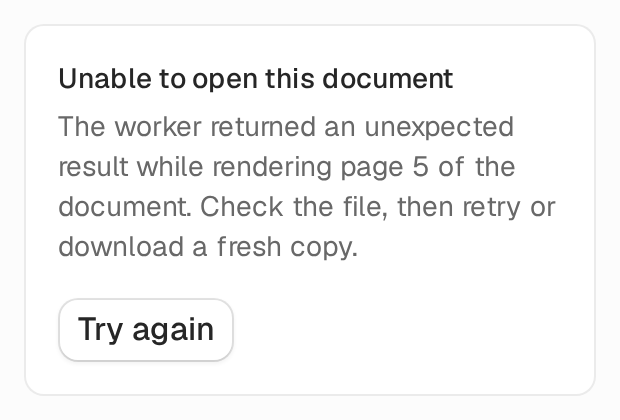 Unable to open this document
The worker returned an unexpected
result while rendering page 5 of the
document. Check the file, then retry or
download a fresh copy.
Try again